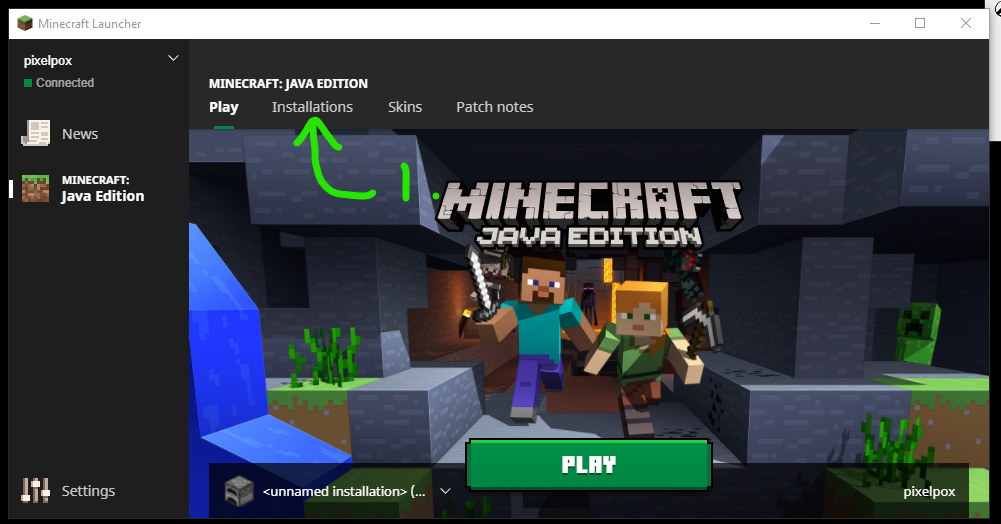 Minecraft Launcher
pixelpox
Connected
News
MINECRAFT:
Java Edition
Settings
MINECRAFT: JAVA EDITION
Play Installations Skins Patch notes
1.
MINECRAFT
JAVA EDITION
PLAY
<unnamed installation> (...
pixelpox